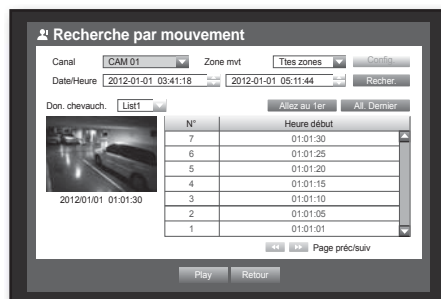 Recherche par mouvement
Canal CAM 01 Zone mvt Ttes zones Config.
Date/Heure 2012-01-01 03:41:18 2012-01-01 05:11:44 Recher.
Don. chevauch. List1 Allez au 1er All. Dernier
N° Heure début
7 01:01:30
6 01:01:25
5 01:01:20
4 01:01:15
3 01:01:10
2 01:01:05
1 01:01:01
2012/01/01 01:01:30
Page préc/suiv
Play Retour